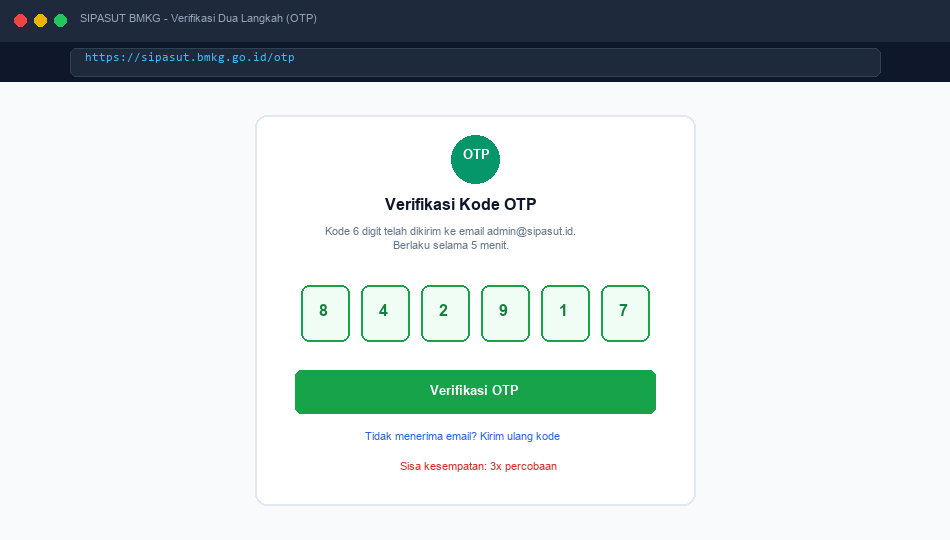 SIPASUT BMKG - Verifikasi Dua Langkah (OTP)
https://sipasut.bmkg.go.id/otp
OTP
Verifikasi Kode OTP
Kode 6 digit telah dikirim ke email admin@sipasut.id.
Berlaku selama 5 menit.
8 4 2 9 1 7
Verifikasi OTP
Tidak menerima email? Kirim ulang kode
Sisa kesempatan: 3x percobaan